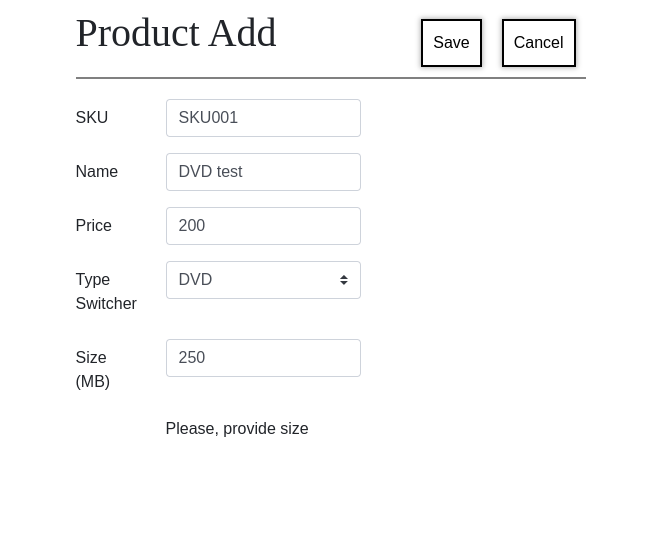 Product Add
Save
Cancel
SKU
SKU001
Name
DVD test
Price
200
Type
Switcher
DVD
Size
(MB)
250
Please, provide size